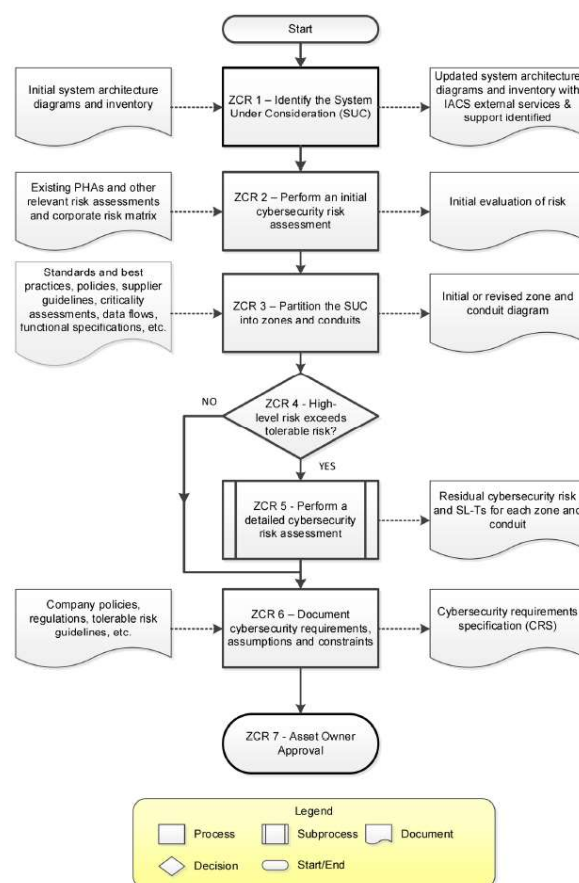 Start
Initial system architecture
diagrams and inventory
ZCR 1 – Identify the System
Under Consideration (SUC)
Updated system architecture
diagrams and inventory with
IACS external services &
support identified
Existing PHAs and other
relevant risk assessments
and corporate risk matrix
ZCR 2 – Perform an initial
cybersecurity risk
assessment
Initial evaluation of risk
Standards and best
practices, policies, supplier
guidelines, criticality
assessments, data flows,
functional specifications, etc.
ZCR 3 – Partition the SUC
into zones and conduits
Initial or revised zone and
conduit diagram
ZCR 4 - High-
level risk exceeds
tolerable risk?
NO
YES
ZCR 5 - Perform a
detailed cybersecurity
risk assessment
Residual cybersecurity risk
and SL-Ts for each zone and
conduit
Company policies,
regulations, tolerable risk
guidelines, etc.
ZCR 6 – Document
cybersecurity requirements,
assumptions and constraints
Cybersecurity requirements
specification (CRS)
ZCR 7 - Asset Owner
Approval
Legend
Process
Subprocess
Document
Decision
Start/End